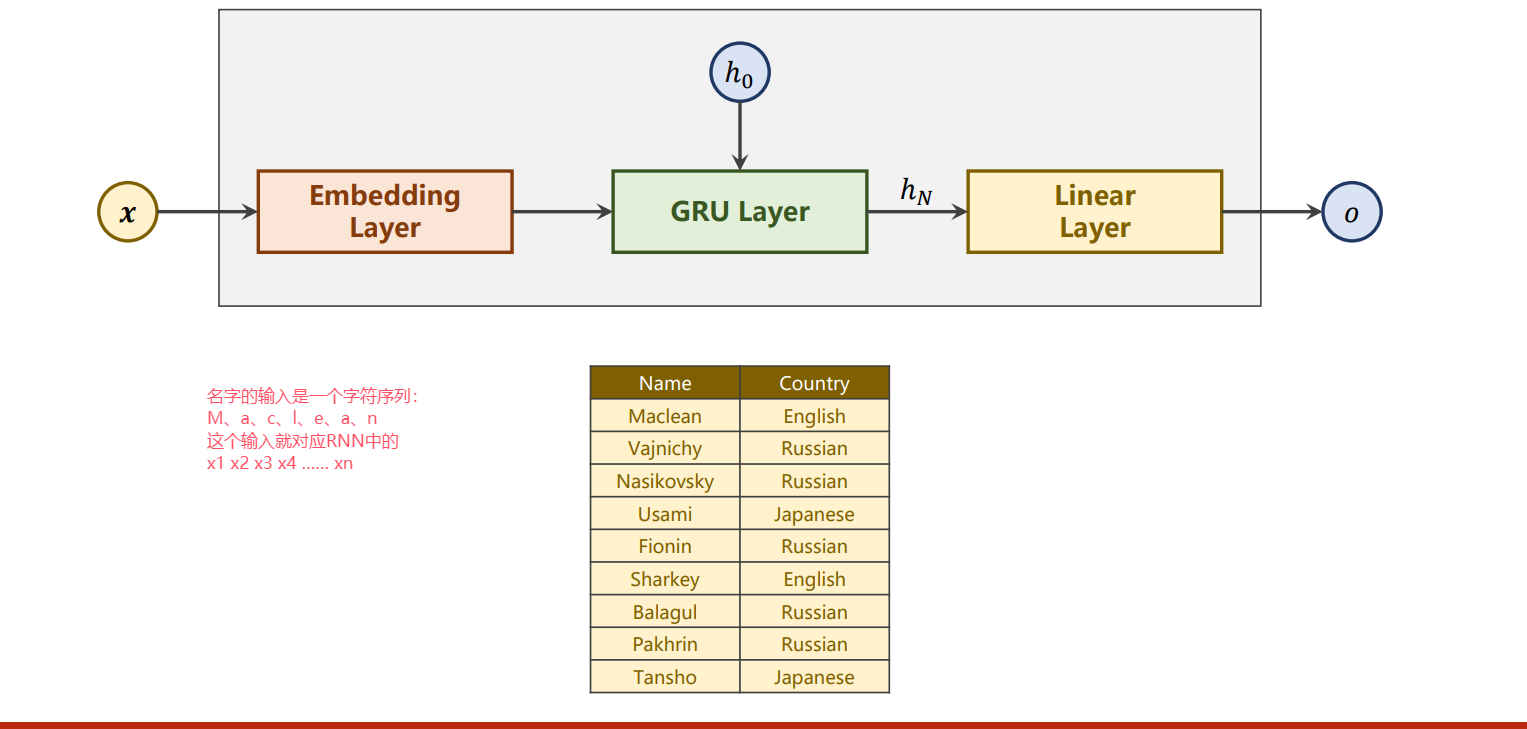 h0
x
Embedding
Layer
GRU Layer
hN
Linear
Layer
o
名字的输入是一个字符序列：
M、a、c、l、e、a、n
这个输入就对应RNN中的
x1 x2 x3 x4 …… xn
Name Country
Maclean English
Vajnichy Russian
Nasikovsky Russian
Usami Japanese
Fionin Russian
Sharkey English
Balagul Russian
Pakhrin Russian
Tansho Japanese